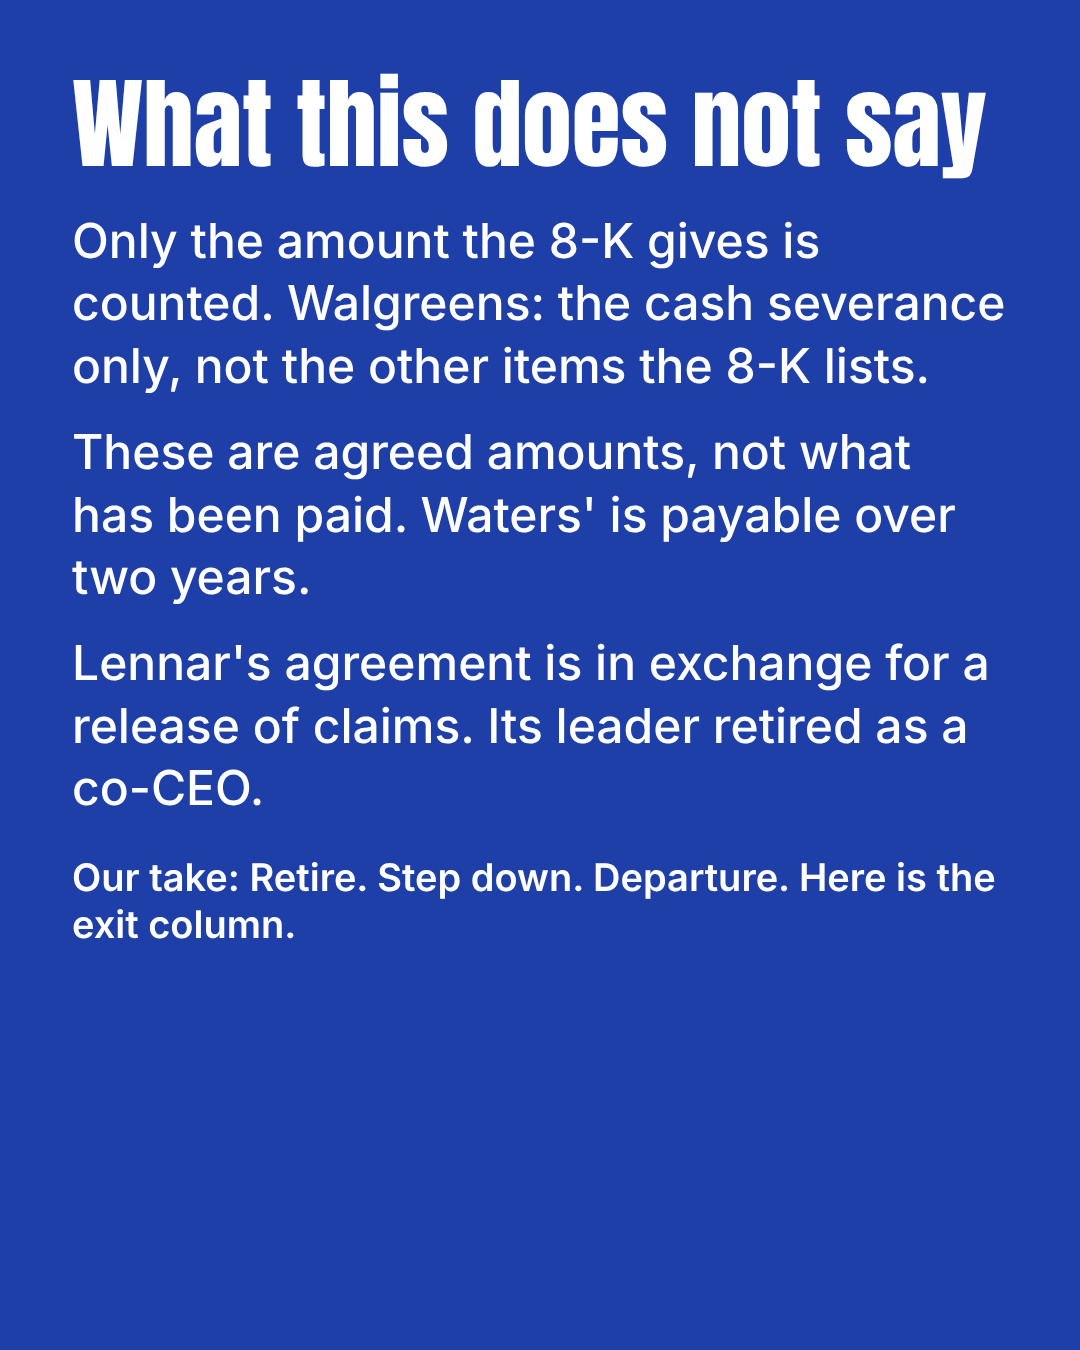 What this does not say
Only the amount the 8-K gives is
counted. Walgreens: the cash severance
only, not the other items the 8-K lists.
These are agreed amounts, not what
has been paid. Waters' is payable over
two years.
Lennar's agreement is in exchange for a
release of claims. Its leader retired as a
co-CEO.
Our take: Retire. Step down. Departure. Here is the
exit column.